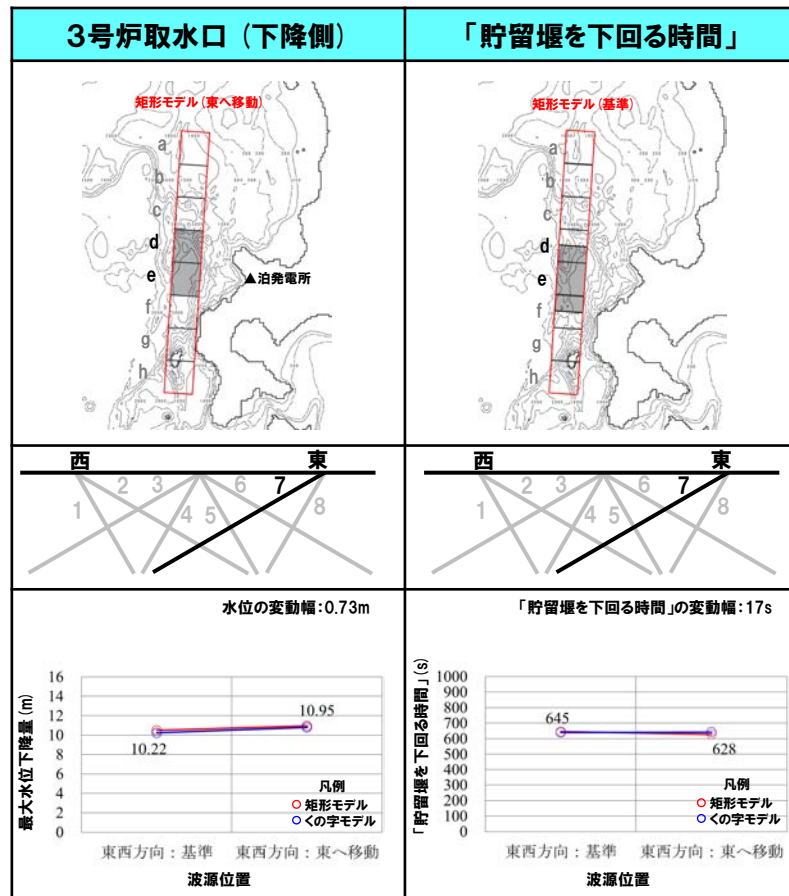 3号炉取水口(下降側)
「貯留堰を下回る時間」
矩形モデル(東へ移動)
a
b
c
d
e
f
g
h
▲泊発電所
矩形モデル(基準)
a
b
c
d
e
f
g
h
西
東
1
2
3
4
5
6
7
8
西
東
1
2
3
4
5
6
7
8
水位の変動幅:0.73m
最大水位下降量(m)
16
14
12
10
8
6
4
2
0
10.22
10.95
凡例
矩形モデル
くの字モデル
東西方向:基準
東西方向:東へ移動
波源位置
「貯留堰を下回る時間」の変動幅:17s
「貯留堰を下回る時間」(s)
1000
900
800
700
600
500
400
300
200
100
0
645
628
凡例
矩形モデル
くの字モデル
東西方向:基準
東西方向:東へ移動
波源位置